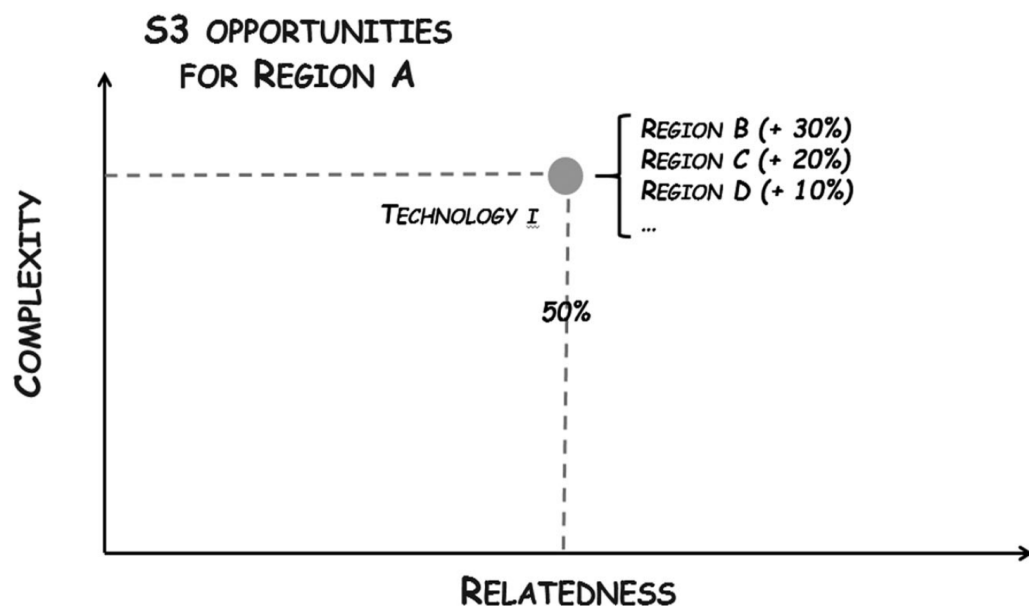 S3 OPPORTUNITIES
FOR REGION A
REGION B (+ 30%)
REGION C (+ 20%)
REGION D (+ 10%)
...
TECHNOLOGY I
50%
COMPLEXITY
RELATEDNESS